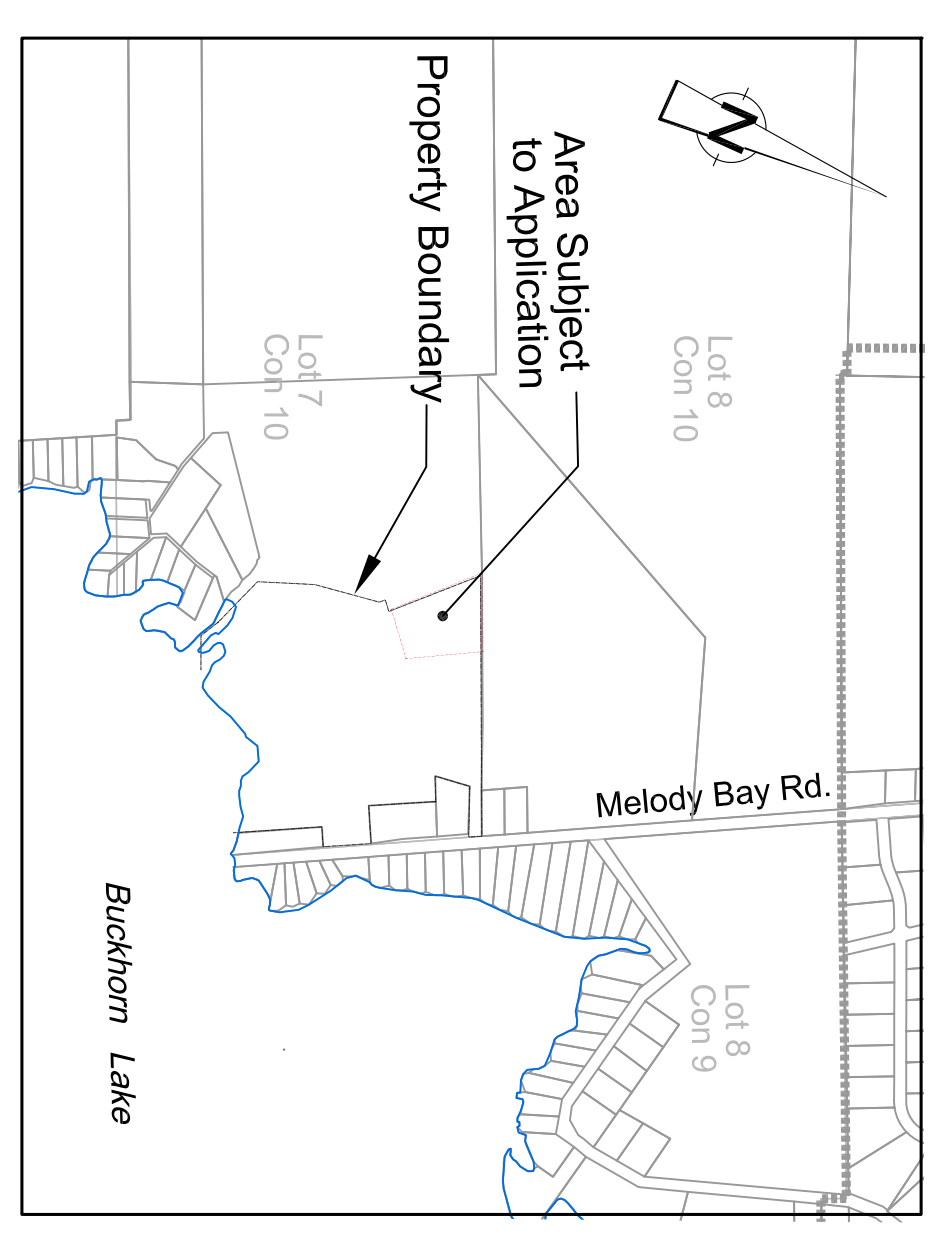 N
Area Subject
to Application
Property Boundary
Lot 8
Con 10
Lot 7
Con 10
Melody Bay Rd.
Lot 8
Con 9
Buckhorn Lake